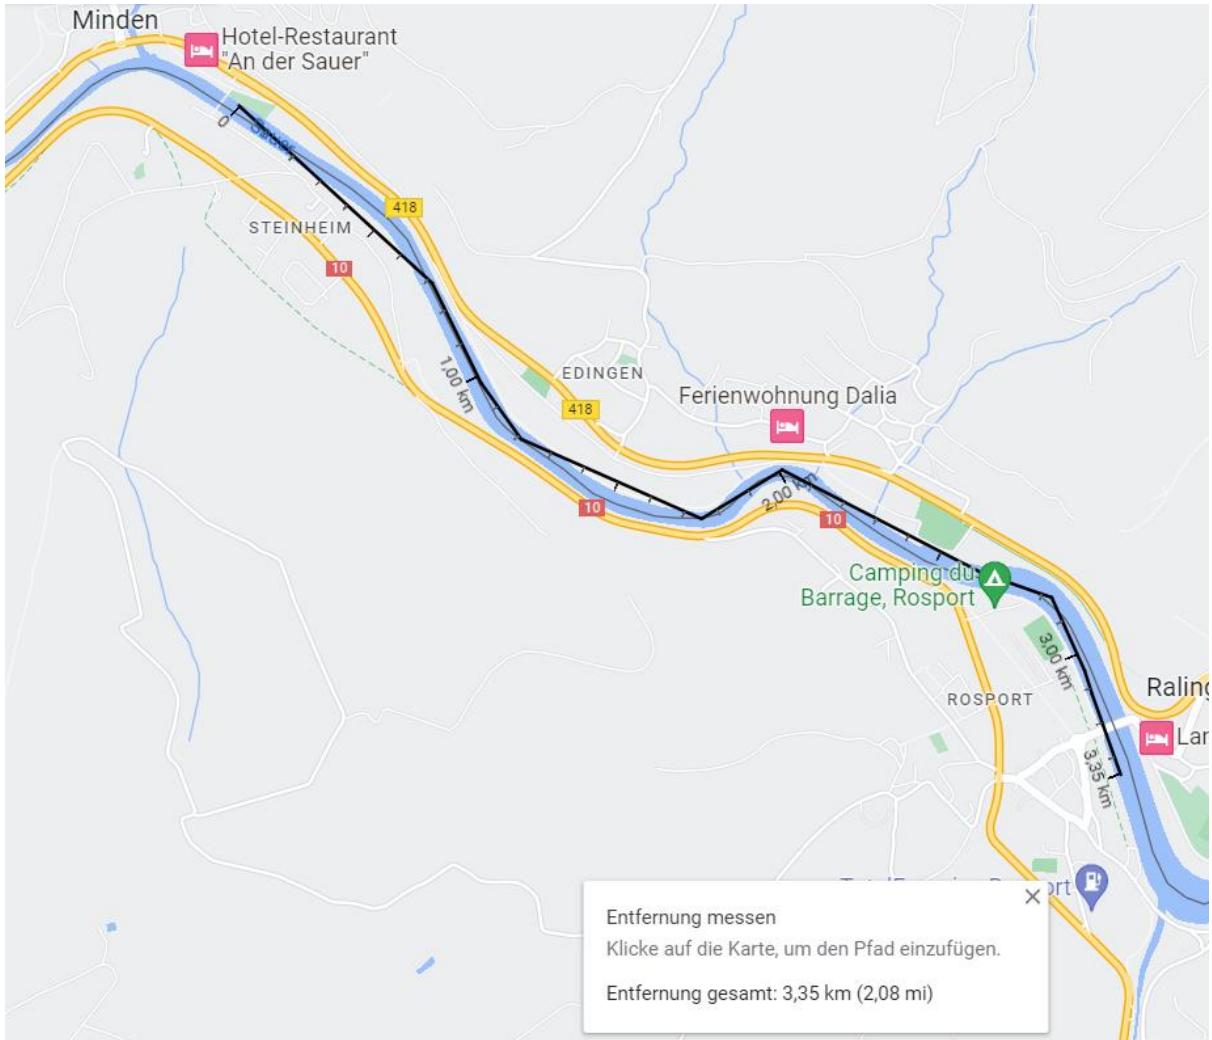 Minden
Hotel-Restaurant
"An der Sauer"
0
Sauer
418
STEINHEIM
10
1,00 km
EDINGEN
418
Ferienwohnung Dalia
2,00 km
10
10
Camping du
Barrage, Rosport
3,00 km
ROSPORT
Raling
Lan
3,35 km
Entfernung messen
Klicke auf die Karte, um den Pfad einzufügen.
Entfernung gesamt: 3,35 km (2,08 mi)